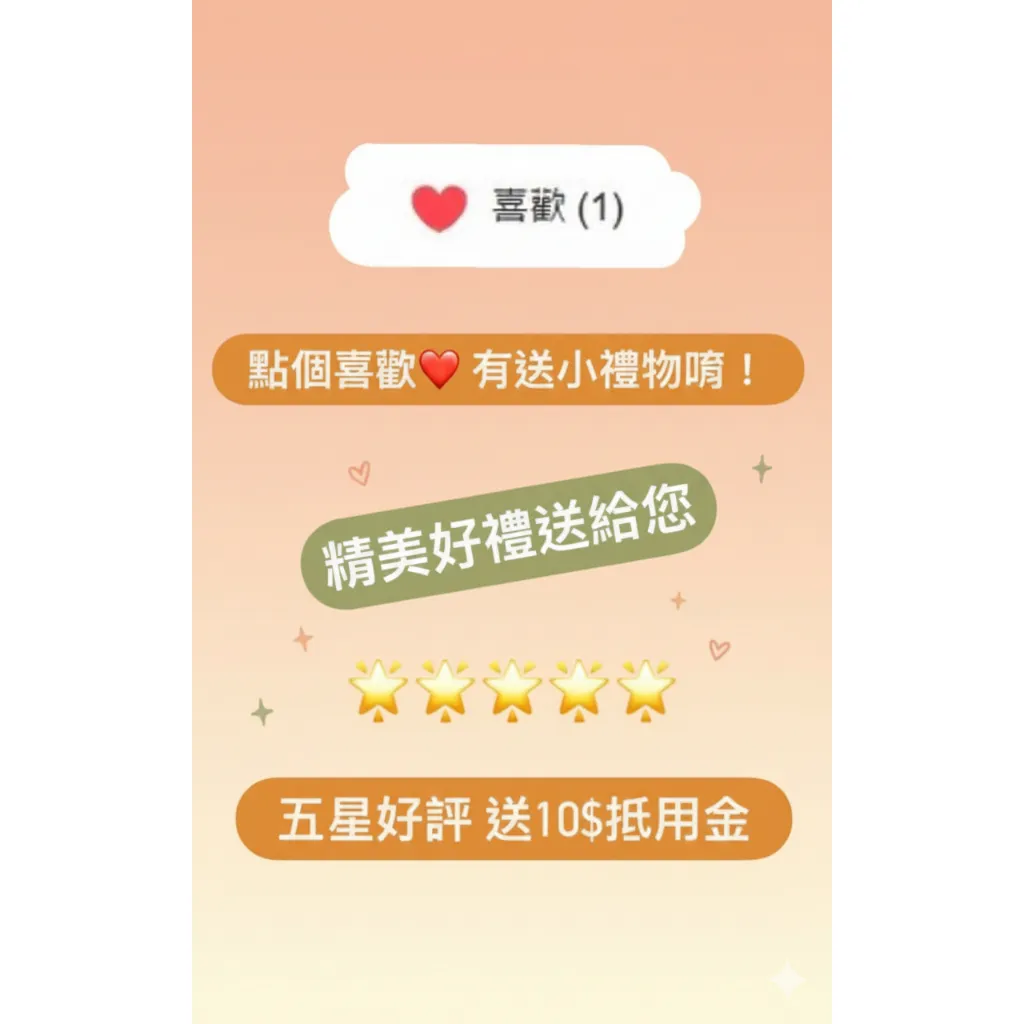 ❤️ 喜歡 (1)
點個喜歡❤️ 有送小禮物唷！
精美好禮送給您
🌟🌟🌟🌟🌟
五星好評 送10$抵用金